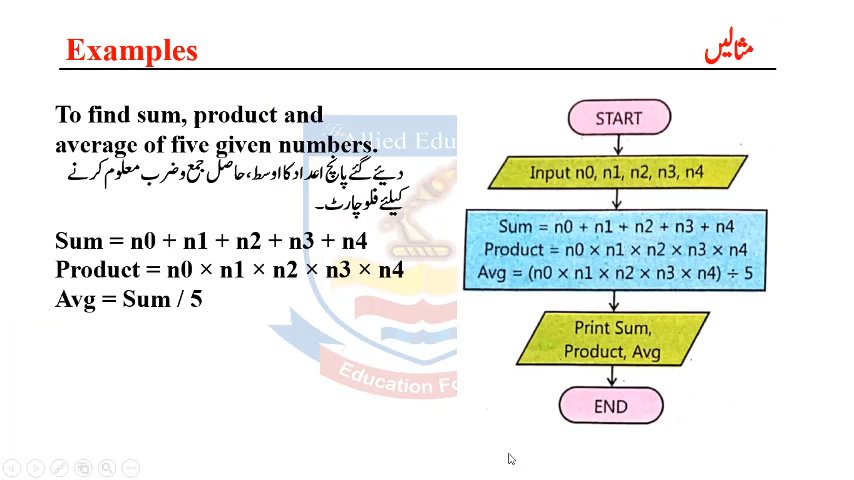 Examples
مثالیں
To find sum, product and
average of five given numbers.
دیئے گئے پانچ اعداد کا اوسط، حاصل جمع و ضرب معلوم کرنے
کیلئے فلو چارٹ۔
Sum = n0 + n1 + n2 + n3 + n4
Product = n0 × n1 × n2 × n3 × n4
Avg = Sum / 5
START
Input n0, n1, n2, n3, n4
Sum = n0 + n1 + n2 + n3 + n4
Product = n0 × n1 × n2 × n3 × n4
Avg = (n0 × n1 × n2 × n3 × n4) ÷ 5
Print Sum,
Product, Avg
END
The Allied Edu
Education Fo